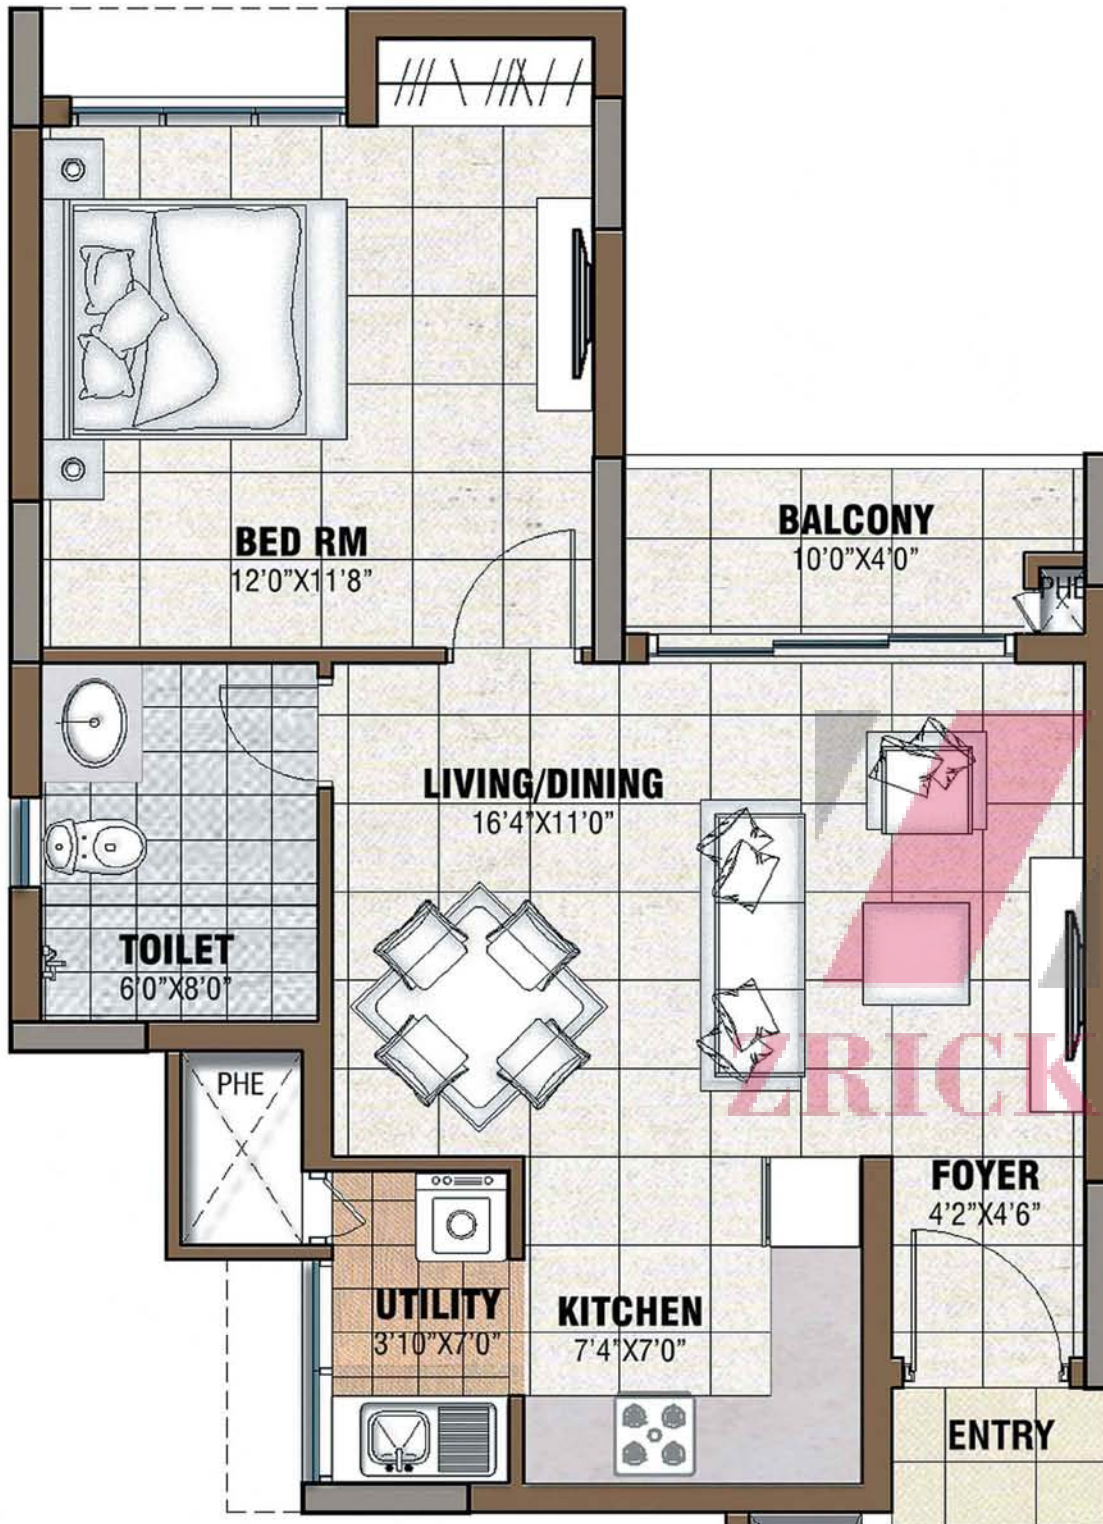 BED RM
12'0"X11'8"
BALCONY
10'0"X4'0"
PHE
LIVING/DINING
16'4"X11'0"
TOILET
6'0"X8'0"
ZRICK
PHE
FOYER
4'2"X4'6"
UTILITY
3'10"X7'0"
KITCHEN
7'4"X7'0"
ENTRY